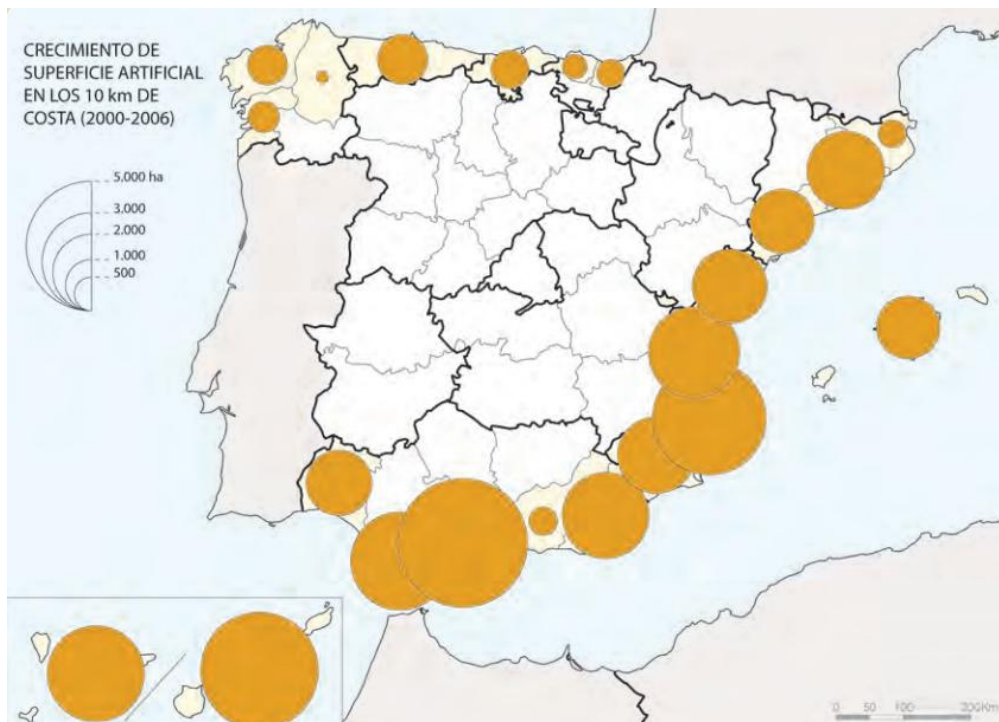 CRECIMIENTO DE
SUPERFICIE ARTIFICIAL
EN LOS 10 km DE
COSTA (2000-2006)
5.000 ha
3.000
2.000
1.000
500
0 50 100 200Km